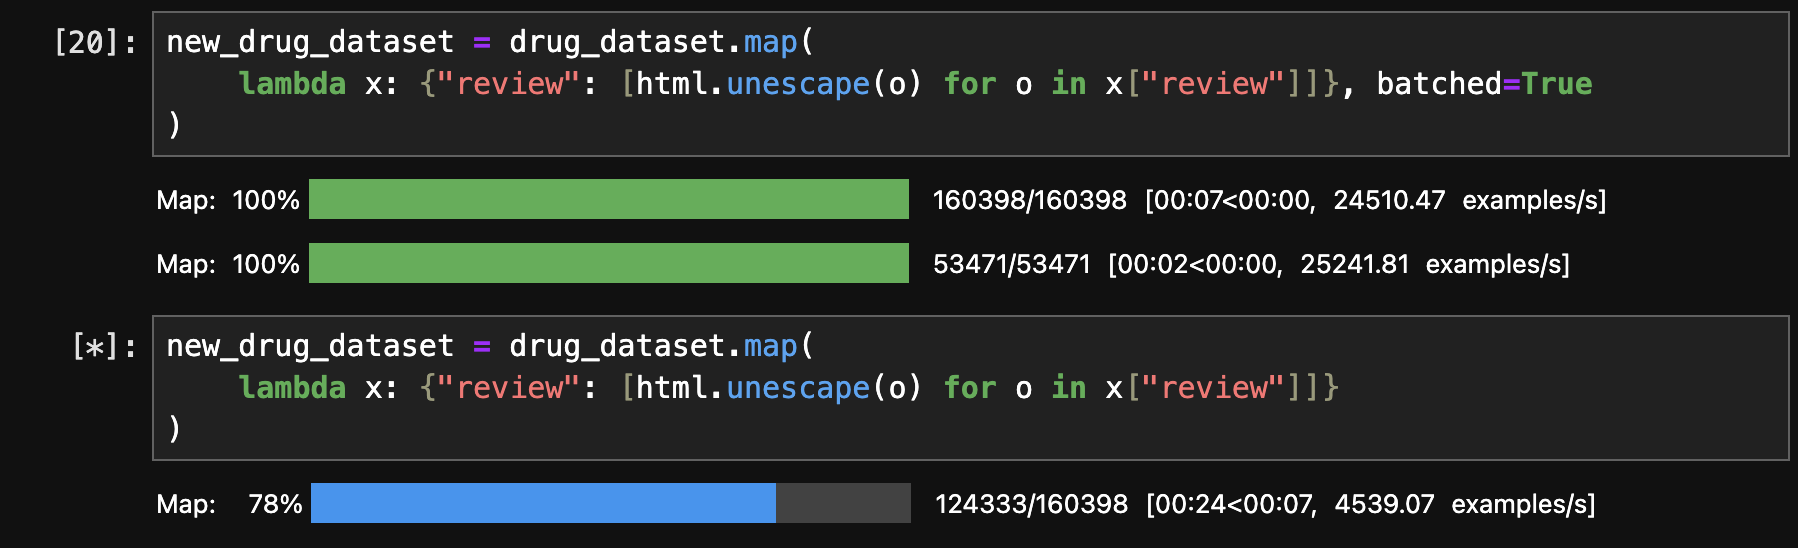 [20]: new_drug_dataset = drug_dataset.map(
lambda x: {"review": [html.unescape(o) for o in x["review"]]}, batched=True
)
Map: 100% 160398/160398 [00:07<00:00, 24510.47 examples/s]
Map: 100% 53471/53471 [00:02<00:00, 25241.81 examples/s]
[*]: new_drug_dataset = drug_dataset.map(
lambda x: {"review": [html.unescape(o) for o in x["review"]]}
)
Map: 78% 124333/160398 [00:24<00:07, 4539.07 examples/s]